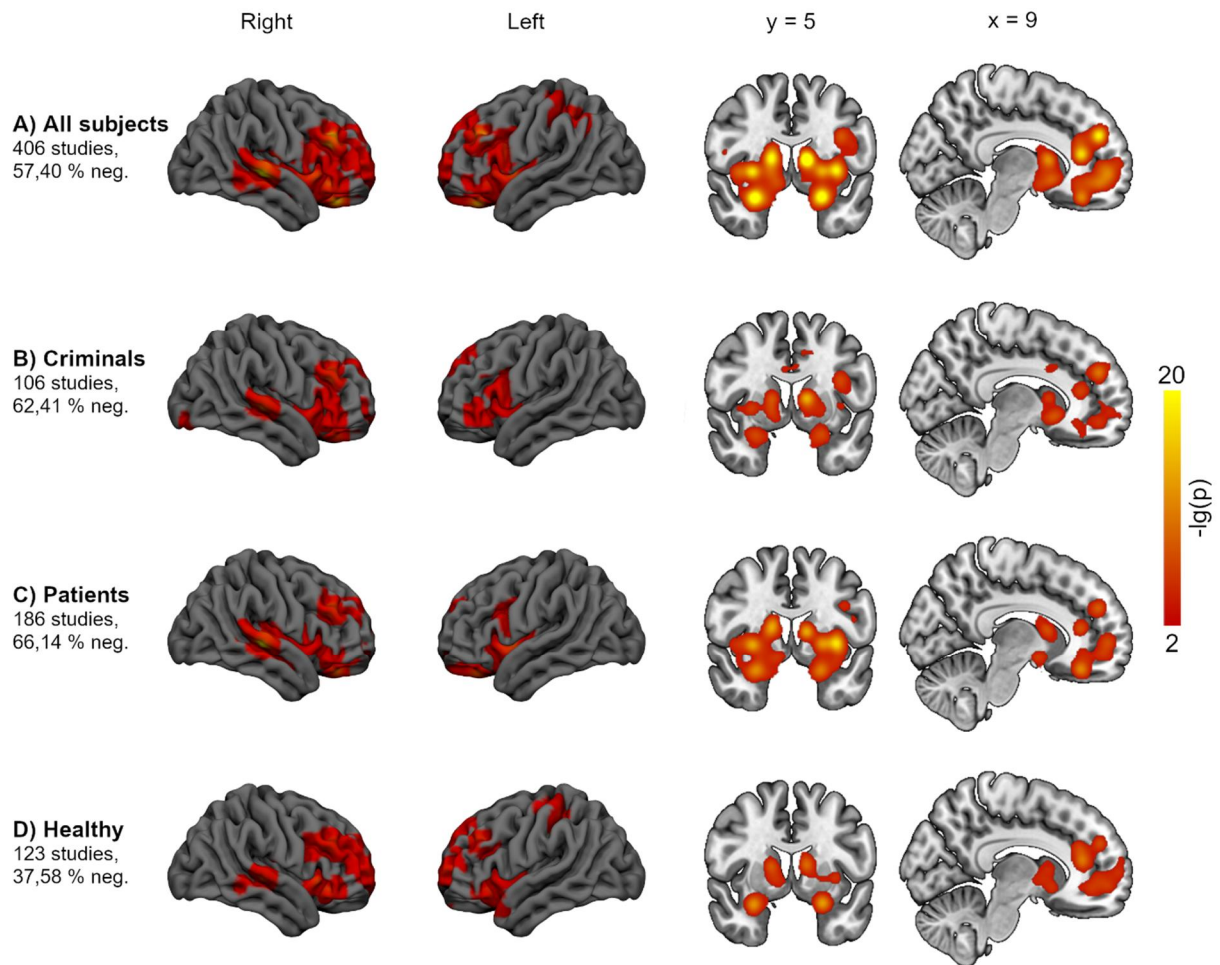 Right
Left
y = 5
x = 9
A) All subjects
406 studies,
57,40 % neg.
B) Criminals
106 studies,
62,41 % neg.
20
-lg(p)
2
C) Patients
186 studies,
66,14 % neg.
D) Healthy
123 studies,
37,58 % neg.